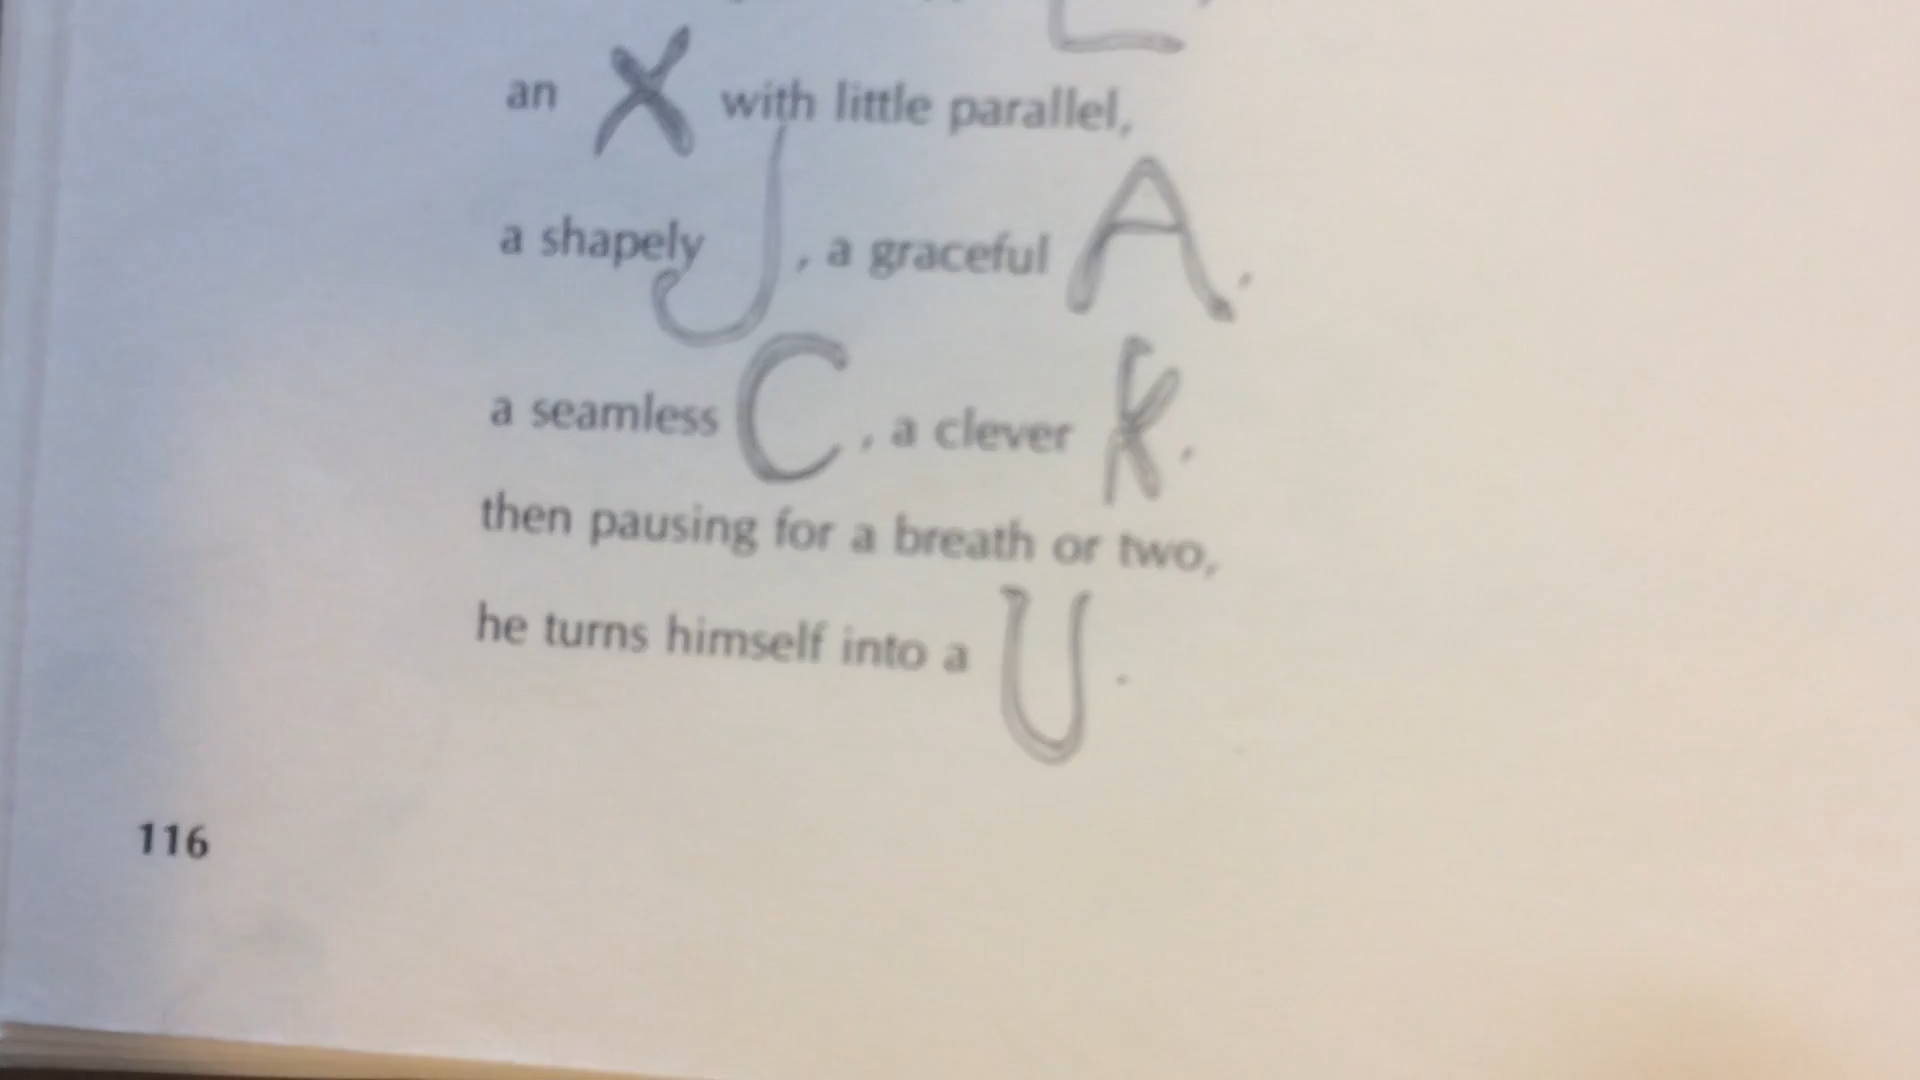 L
an X with little parallel,
a shapely J, a graceful A,
a seamless C, a clever K,
then pausing for a breath or two,
he turns himself into a U.
116